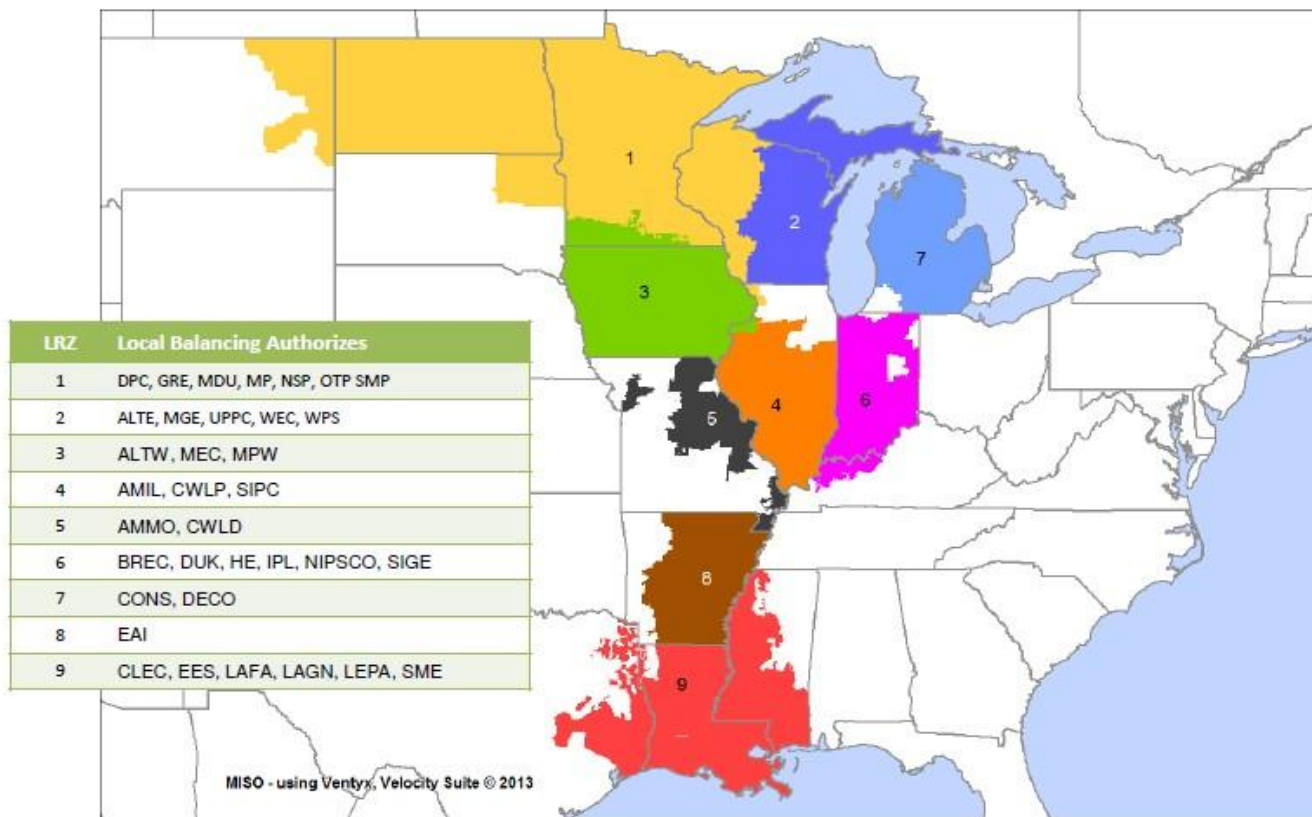 1
2
7
3
LRZ Local Balancing Authorizes
1 DPC, GRE, MDU, MP, NSP, OTP SMP
2 ALTE, MGE, UPPC, WEC, WPS
3 ALTW, MEC, MPW
4 AMIL, CWLP, SIPC
5 AMMO, CWLD
6 BREC, DUK, HE, IPL, NIPSCO, SIGE
7 CONS, DECO
8 EAI
9 CLEC, EES, LAFA, LAGN, LEPA, SME
4
6
5
8
9
MISO - using Ventyx, Velocity Suite © 2013